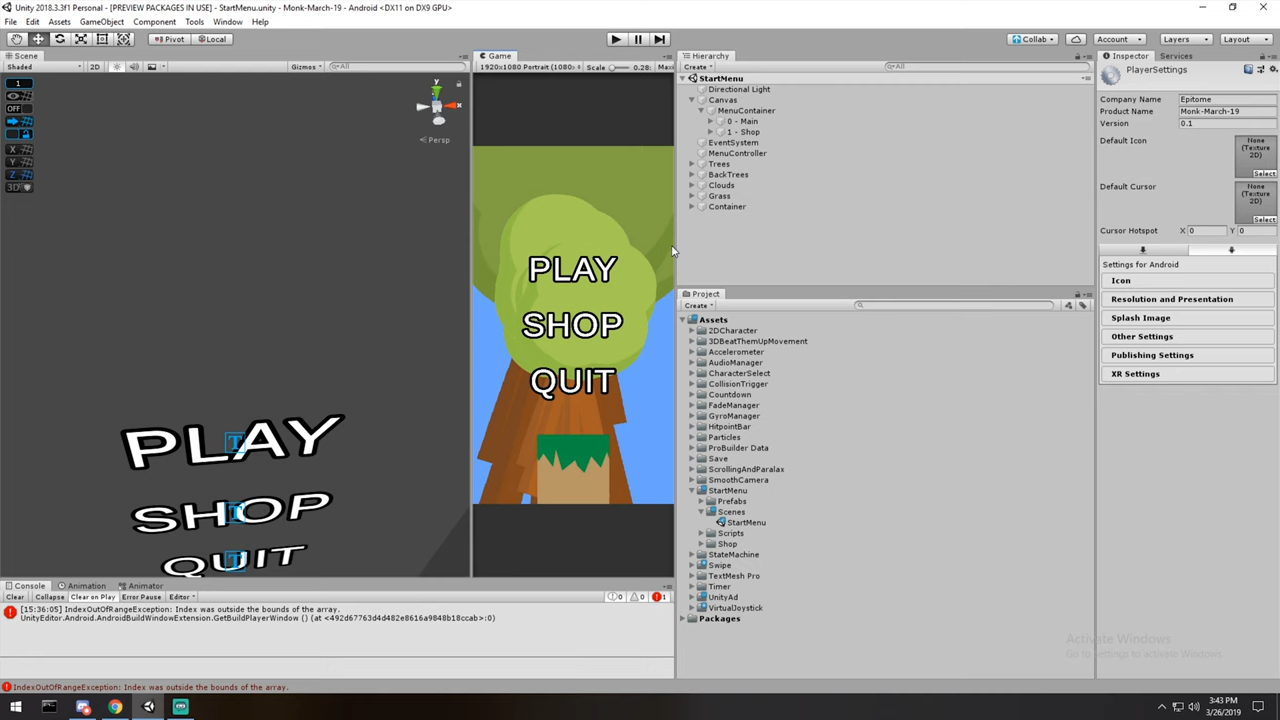 Unity 2018.3.3f1 Personal - [PREVIEW PACKAGES IN USE] - StartMenu.unity - Monk-March-19 - Android <DX11 on DX9 GPU>
File Edit Assets GameObject Component Tools Window Help
Pivot Local Collab Account Layers Layout
Scene
Shaded 2D Gizmos All
1
OFF
X
Y
Z
3D
y
Persp
PLAY
SHOP
QUIT
Game
1920x1080 Portrait (1080x Scale 0.28: Maxi
PLAY
SHOP
QUIT
Hierarchy
Create All
StartMenu
Directional Light
Canvas
MenuContainer
0 - Main
1 - Shop
EventSystem
MenuController
Trees
BackTrees
Clouds
Grass
Container
Project
Create
Assets
2DCharacter
3DBeatThemUpMovement
Accelerometer
AudioManager
CharacterSelect
CollisionTrigger
Countdown
FadeManager
GyroManager
HitpointBar
Particles
ProBuilder Data
Save
ScrollingAndParalax
SmoothCamera
StartMenu
Prefabs
Scenes
StartMenu
Scripts
Shop
StateMachine
Swipe
TextMesh Pro
Timer
UnityAd
VirtualJoystick
Packages
Inspector Services
PlayerSettings
Company Name Epitome
Product Name Monk-March-19
Version 0.1
Default Icon None
(Texture
2D)
Select
Default Cursor None
(Texture
2D)
Select
Cursor Hotspot X 0 Y 0
Settings for Android
Icon
Resolution and Presentation
Splash Image
Other Settings
Publishing Settings
XR Settings
Console Animation Animator
Clear Collapse Clear on Play Error Pause Editor 0 0 1
[15:36:05] IndexOutOfRangeException: Index was outside the bounds of the array.
UnityEditor.Android.AndroidBuildWindowExtension.GetBuildPlayerWindow () (at <492d67763d4d482e8616a9848b18ccab>:0)
IndexOutOfRangeException: Index was outside the bounds of the array.
Activate Windows
Go to Settings to activate Windows.
3:43 PM
3/26/2019